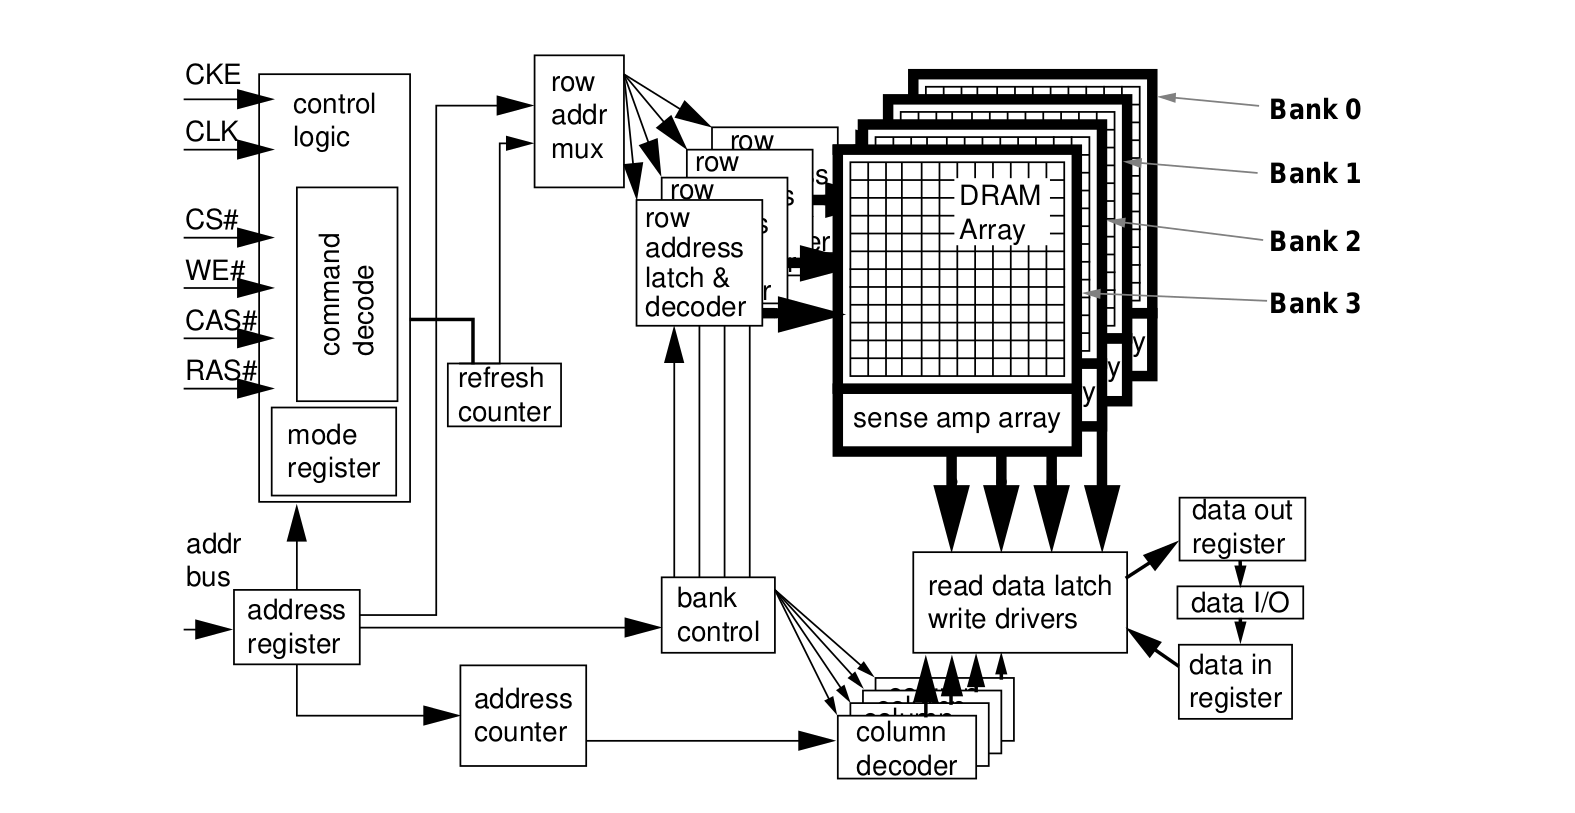 CKE
CLK
CS#
WE#
CAS#
RAS#
control
logic
command
decode
mode
register
addr
bus
address
register
refresh
counter
row
addr
mux
row
row
s
row
s
er
row
s
r
address
latch &
decoder
DRAM
Array
sense amp array
y
y
y
Bank 0
Bank 1
Bank 2
Bank 3
bank
control
address
counter
column
decoder
read data latch
write drivers
data out
register
data I/O
data in
register